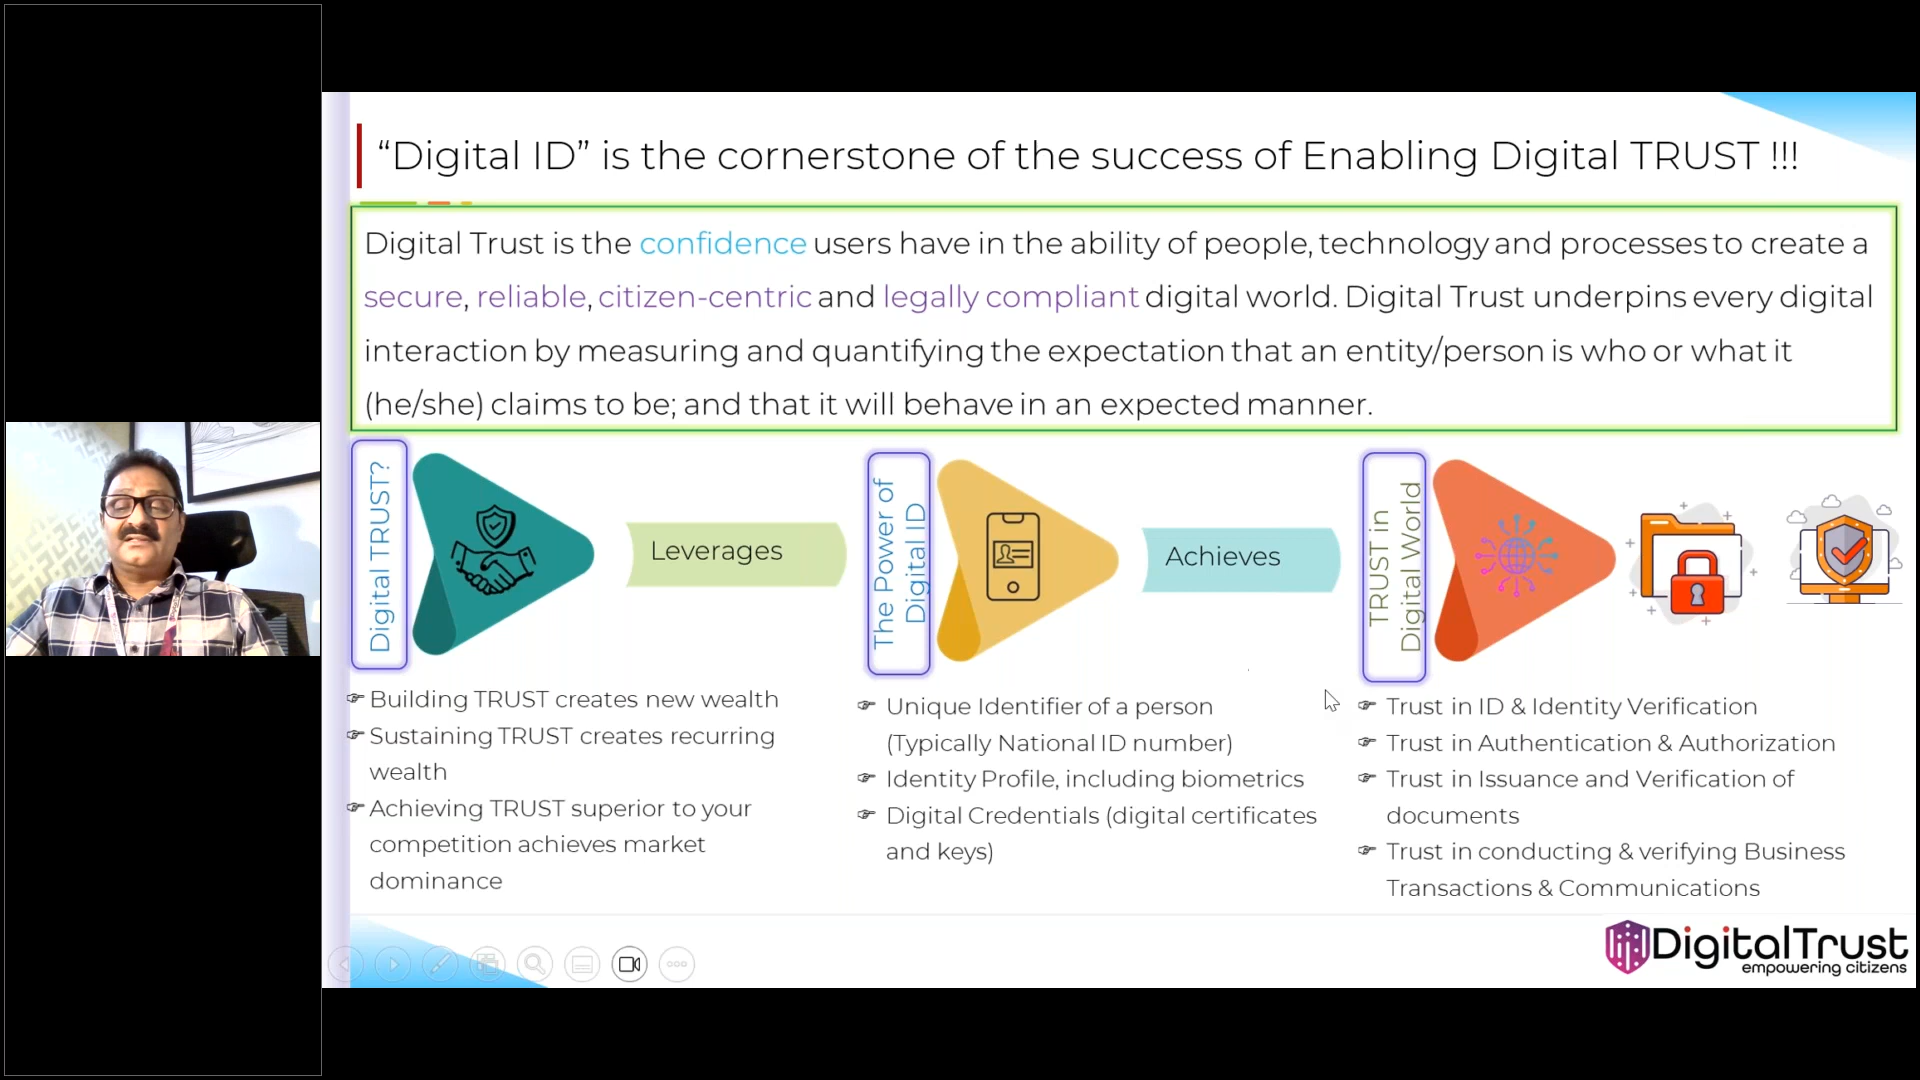 “Digital ID” is the cornerstone of the success of Enabling Digital TRUST !!!
Digital Trust is the confidence users have in the ability of people, technology and processes to create a
secure, reliable, citizen-centric and legally compliant digital world. Digital Trust underpins every digital
interaction by measuring and quantifying the expectation that an entity/person is who or what it
(he/she) claims to be; and that it will behave in an expected manner.
Digital TRUST?
Leverages
The Power of
Digital ID
Achieves
TRUST in
Digital World
Building TRUST creates new wealth
Sustaining TRUST creates recurring
wealth
Achieving TRUST superior to your
competition achieves market
dominance
Unique Identifier of a person
(Typically National ID number)
Identity Profile, including biometrics
Digital Credentials (digital certificates
and keys)
Trust in ID & Identity Verification
Trust in Authentication & Authorization
Trust in Issuance and Verification of
documents
Trust in conducting & verifying Business
Transactions & Communications
DigitalTrust
empowering citizens